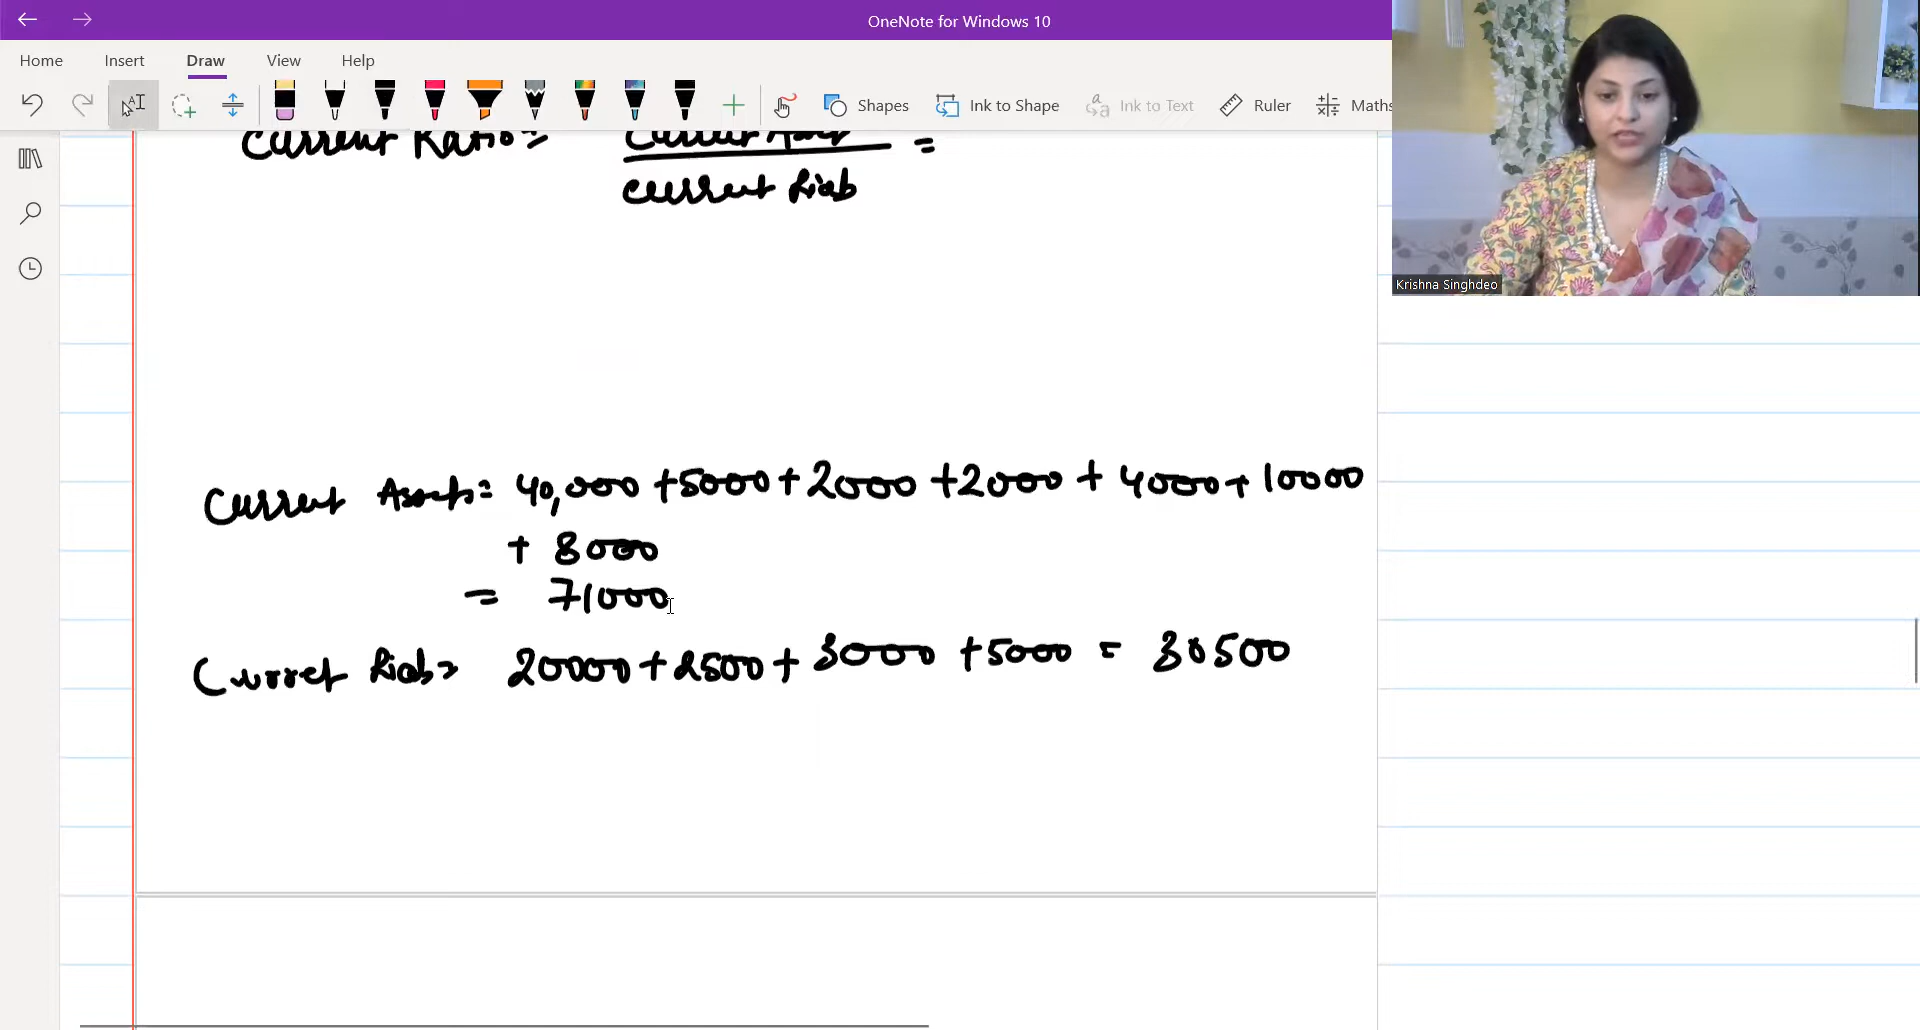 OneNote for Windows 10
Home Insert Draw View Help
Shapes Ink to Shape Ink to Text Ruler Maths
Current Ratio = Current Asset =
Current Liab
Krishna Singhdeo
Current Assets = 40,000 +5000 + 2000 +2000 + 4000 + 10000
+ 8000
= 71000
Curret Liab = 20000 + 2500 + 3000 +5000 = 30500